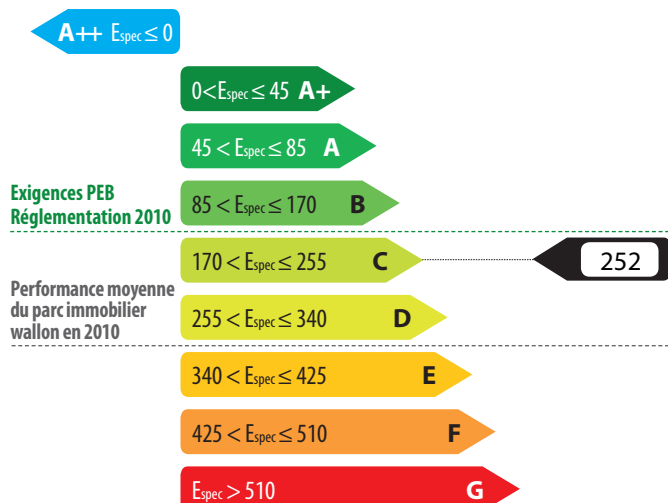 A++ Espec ≤ 0
0<Espec ≤ 45 A+
45 < Espec ≤ 85 A
Exigences PEB
Réglementation 2010
85 < Espec ≤ 170 B
170 < Espec ≤ 255 C
252
Performance moyenne
du parc immobilier
wallon en 2010
255 < Espec ≤ 340 D
340 < Espec ≤ 425 E
425 < Espec ≤ 510 F
Espec > 510 G